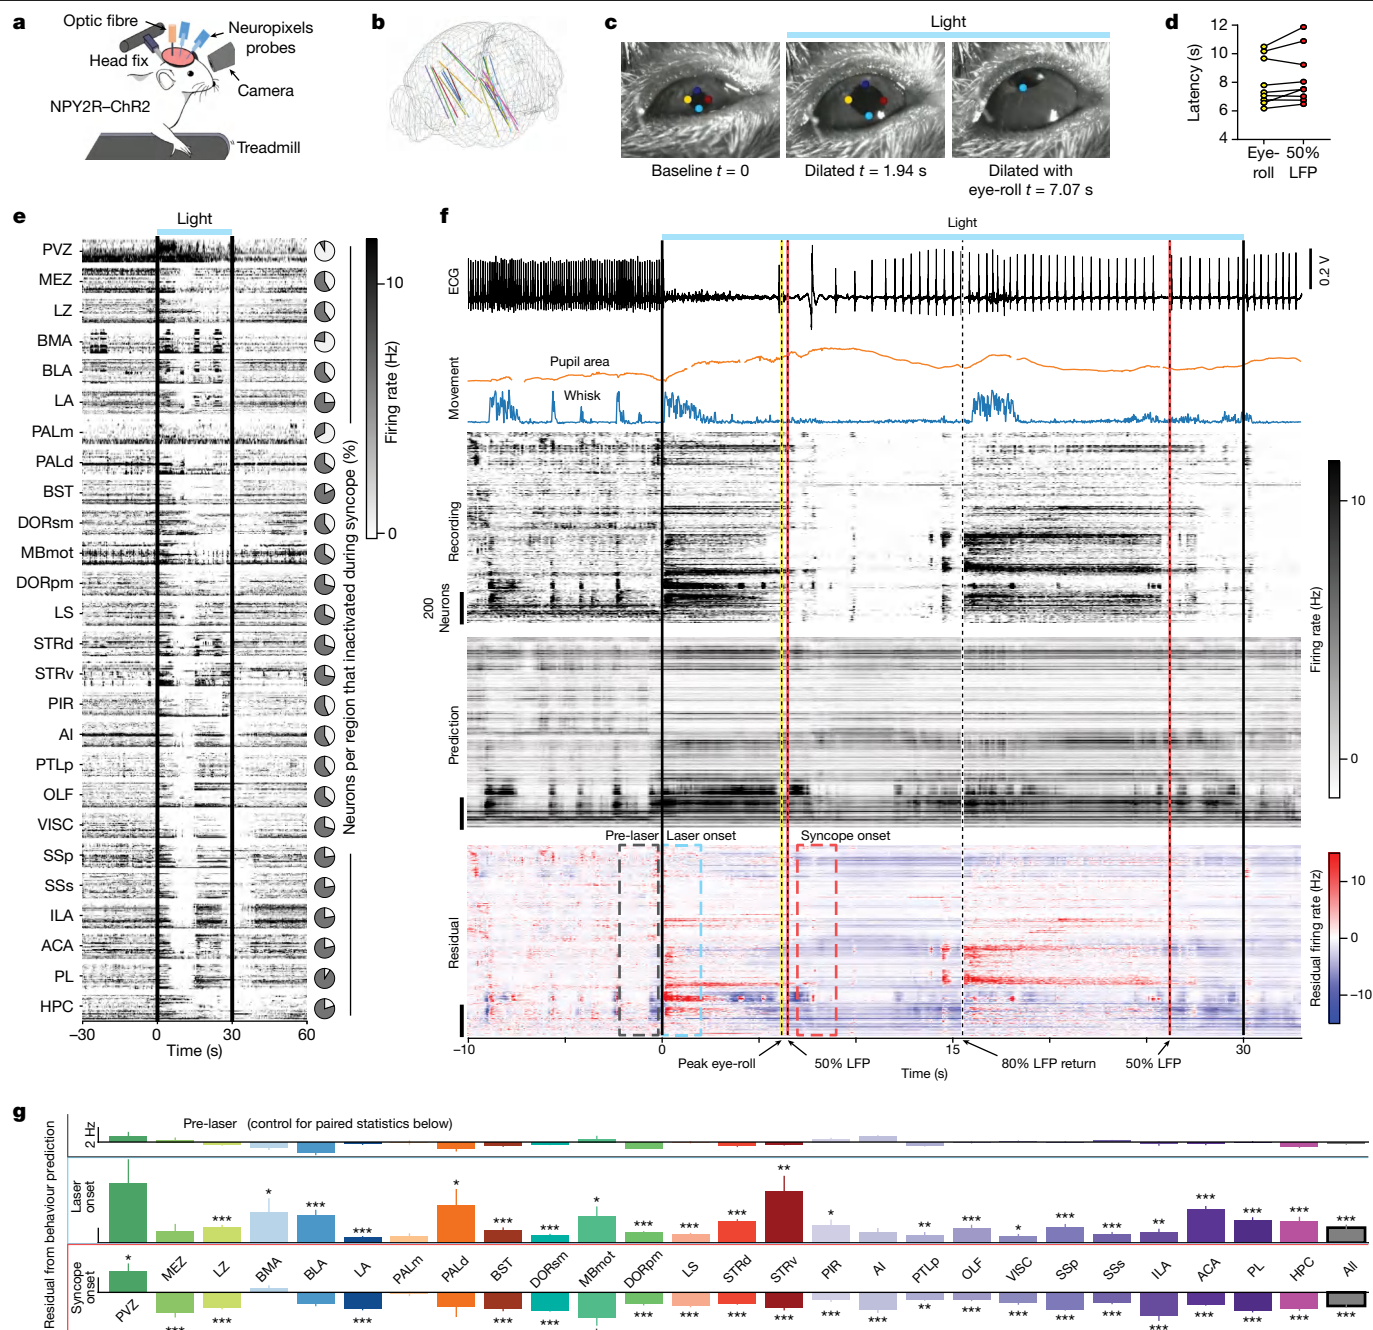 a
Optic fibre
Neuropixels
probes
Head fix
Camera
NPY2R–ChR2
Treadmill
b
c
Light
Baseline t = 0
Dilated t = 1.94 s
Dilated with
eye-roll t = 7.07 s
d
Latency (s)
12
10
8
6
4
Eye-
roll
50%
LFP
e
Light
PVZ
MEZ
LZ
BMA
BLA
LA
PALm
PALd
BST
DORsm
MBmot
DORpm
LS
STRd
STRv
PIR
AI
PTLp
OLF
VISC
SSp
SSs
ILA
ACA
PL
HPC
–30
0
30
60
Time (s)
Neurons per region that inactivated during syncope (%)
10
0
Firing rate (Hz)
f
Light
ECG
0.2 V
Movement
Pupil area
Whisk
Recording
200
Neurons
Prediction
10
0
Firing rate (Hz)
Pre-laser
Laser onset
Syncope onset
Residual
10
0
–10
Residual firing rate (Hz)
–10
0
15
30
Peak eye-roll
50% LFP
80% LFP return
50% LFP
Time (s)
g
Residual from behaviour prediction
2 Hz
Pre-laser (control for paired statistics below)
Laser
onset
*** * *** *** * *** *** * *** *** *** ** * ** *** * *** *** ** *** *** *** ***
Syncope
onset
*
PVZ
MEZ
LZ
BMA
BLA
LA
PALm
PALd
BST
DORsm
MBmot
DORpm
LS
STRd
STRv
PIR
AI
PTLp
OLF
VISC
SSp
SSs
ILA
ACA
PL
HPC
All
*** *** *** *** *** * *** *** *** *** *** *** ** *** *** *** *** *** *** *** *** ***